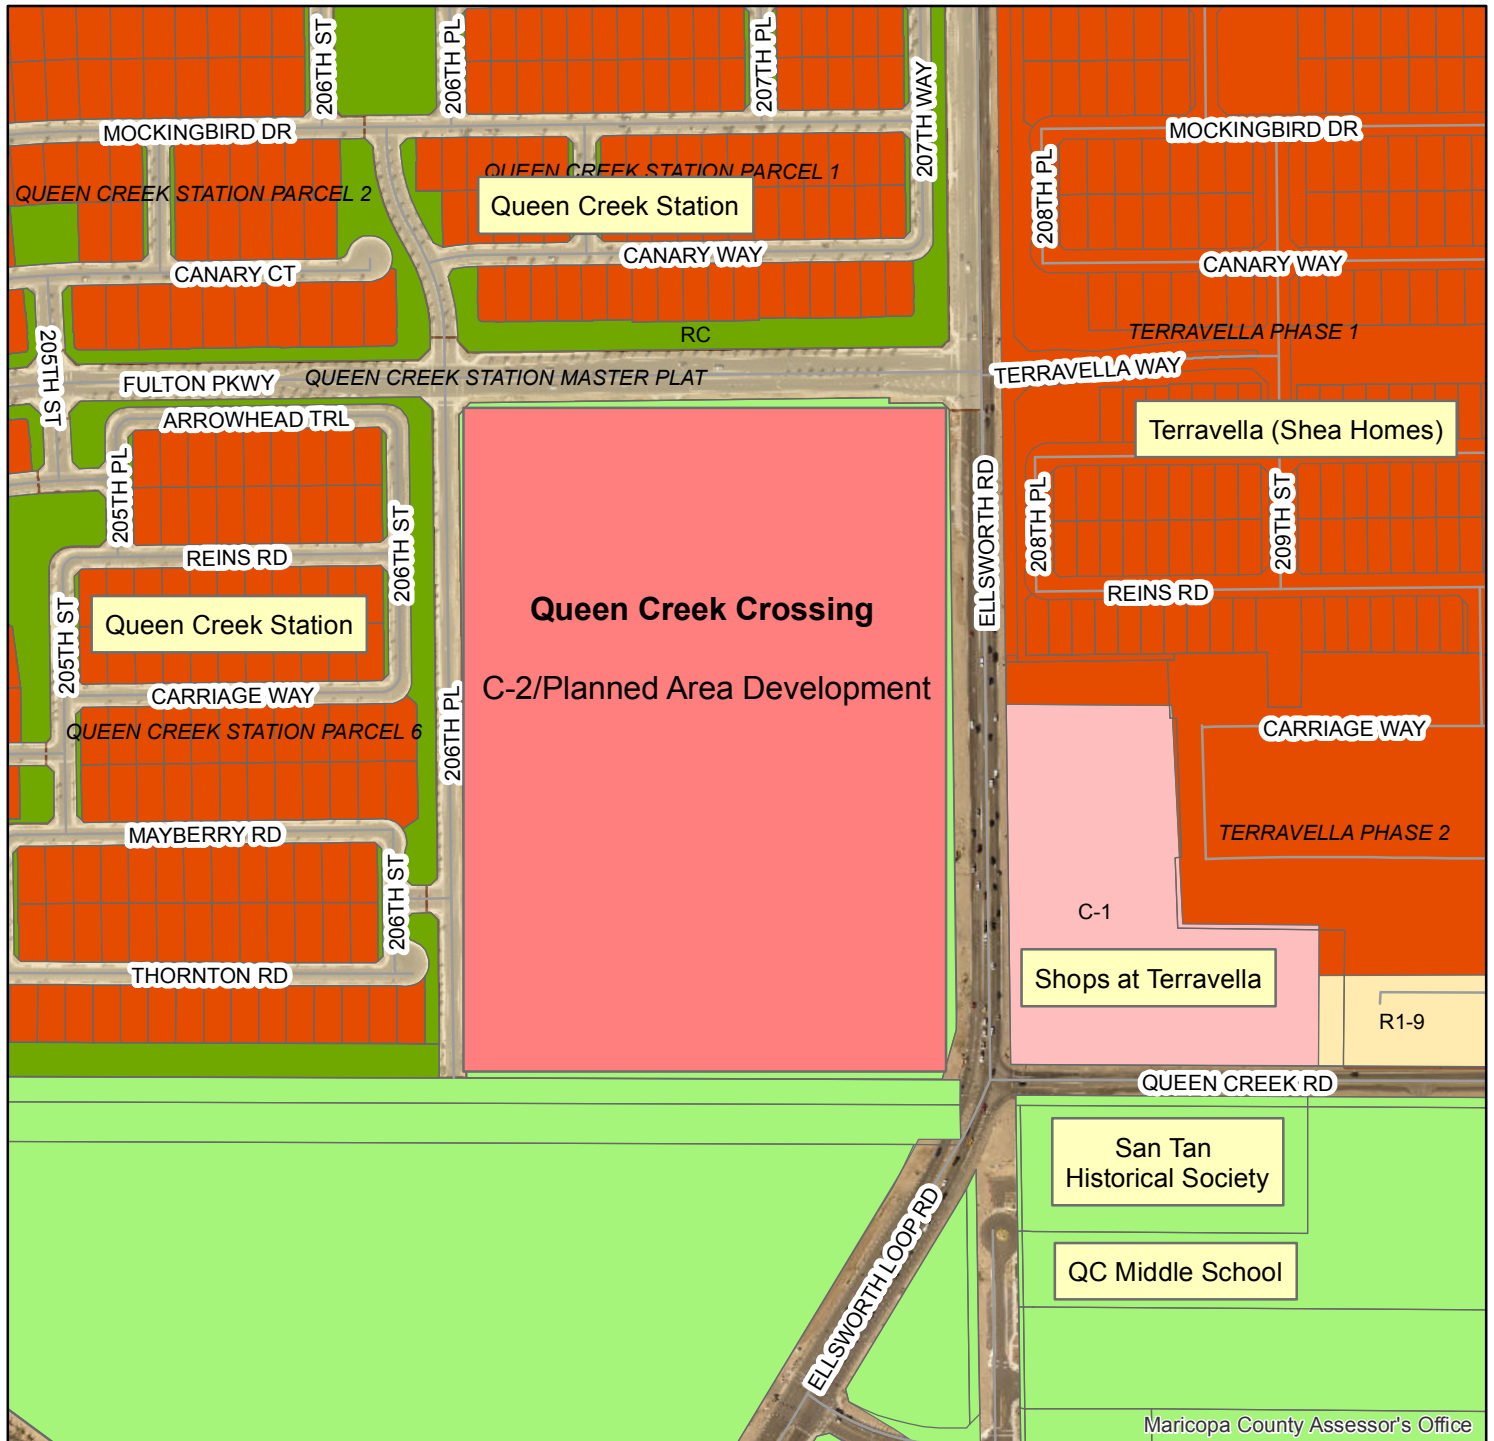 206TH ST
206TH PL
207TH PL
207TH WAY
MOCKINGBIRD DR
MOCKINGBIRD DR
QUEEN CREEK STATION PARCEL 2
QUEEN CREEK STATION PARCEL 1
Queen Creek Station
208TH PL
CANARY WAY
CANARY CT
CANARY WAY
RC
TERRAVELLA PHASE 1
205TH ST
FULTON PKWY
QUEEN CREEK STATION MASTER PLAT
TERRAVELLA WAY
ARROWHEAD TRL
Terravella (Shea Homes)
205TH PL
206TH ST
ELLSWORTH RD
208TH PL
209TH ST
REINS RD
REINS RD
Queen Creek Crossing
Queen Creek Station
205TH ST
C-2/Planned Area Development
CARRIAGE WAY
QUEEN CREEK STATION PARCEL 6
206TH PL
CARRIAGE WAY
MAYBERRY RD
TERRAVELLA PHASE 2
206TH ST
C-1
THORNTON RD
Shops at Terravella
R1-9
QUEEN CREEK RD
San Tan
Historical Society
ELLSWORTH LOOP RD
QC Middle School
Maricopa County Assessor's Office